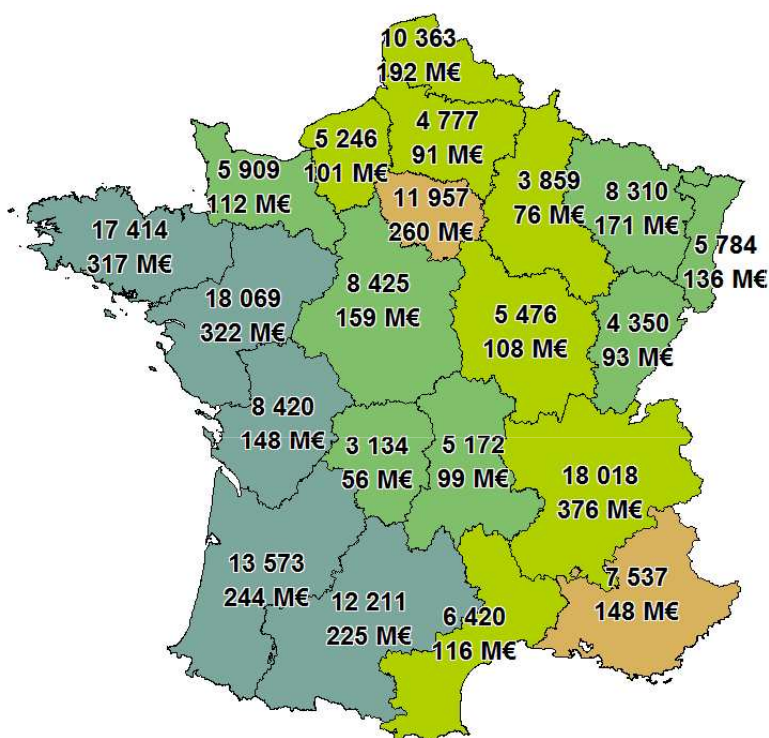 10 363
192 M€
4 777
91 M€
5 246
101 M€
5 909
112 M€
11 957
260 M€
3 859
76 M€
8 310
171 M€
5 784
136 M€
17 414
317 M€
18 069
322 M€
8 425
159 M€
5 476
108 M€
4 350
93 M€
8 420
148 M€
3 134
56 M€
5 172
99 M€
18 018
376 M€
13 573
244 M€
12 211
225 M€
6 420
116 M€
7 537
148 M€